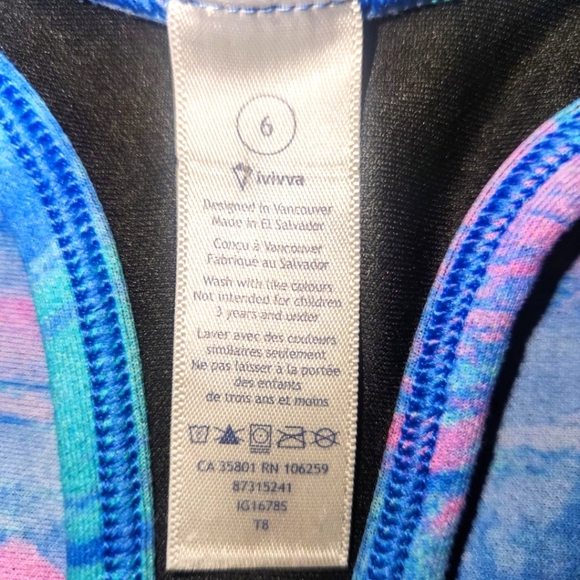 6
ivivva
Designed in Vancouver
Made in El Salvador
Conçu à Vancouver
Fabrique au Salvador
Wash with like colours
Not intended for children
3 years and under
Laver avec des couleurs
similaires seulement
Ne pas laisser à la portée
des enfants
de trois ans et moins
CA 35801 RN 106259
87315241
IG1678S
T8